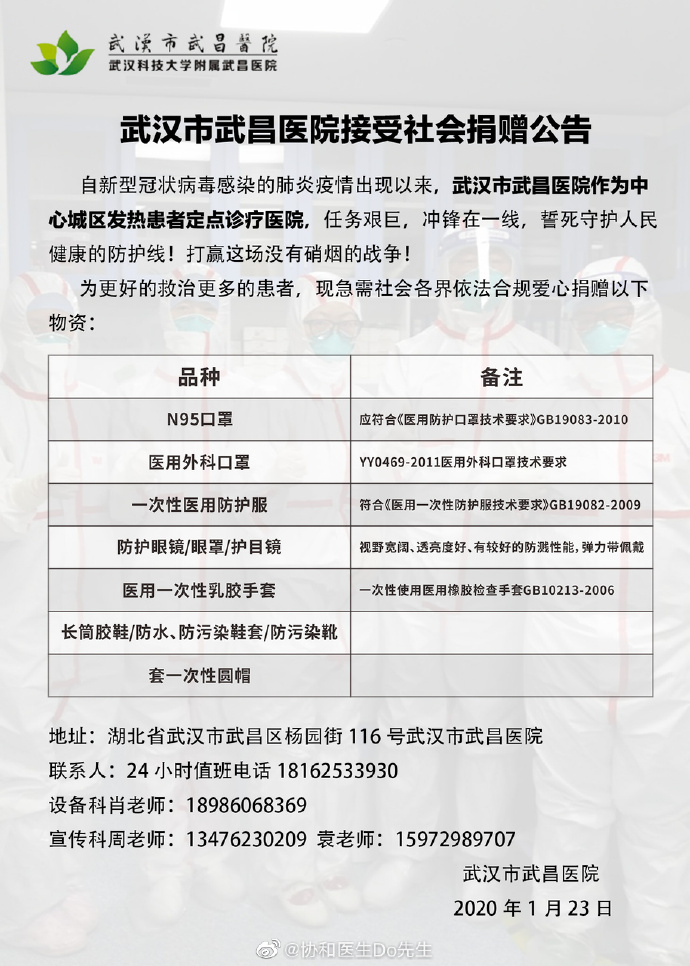 武漢市武昌醫院
武汉科技大学附属武昌医院
武汉市武昌医院接受社会捐赠公告
自新型冠状病毒感染的肺炎疫情出现以来，武汉市武昌医院作为中
心城区发热患者定点诊疗医院，任务艰巨，冲锋在一线，誓死守护人民
健康的防护线！打赢这场没有硝烟的战争！
为更好的救治更多的患者，现急需社会各界依法合规爱心捐赠以下
物资：
品种 备注
N95口罩 应符合《医用防护口罩技术要求》GB19083-2010
医用外科口罩 YY0469-2011医用外科口罩技术要求
一次性医用防护服 符合《医用一次性防护服技术要求》GB19082-2009
防护眼镜/眼罩/护目镜 视野宽阔、透亮度好、有较好的防溅性能，弹力带佩戴
医用一次性乳胶手套 一次性使用医用橡胶检查手套GB10213-2006
长筒胶鞋/防水、防污染鞋套/防污染靴
套一次性圆帽
地址：湖北省武汉市武昌区杨园街 116 号武汉市武昌医院
联系人：24 小时值班电话 18162533930
设备科肖老师：18986068369
宣传科周老师：13476230209 袁老师：15972989707
武汉市武昌医院
2020 年 1 月 23 日
@协和医生Do先生